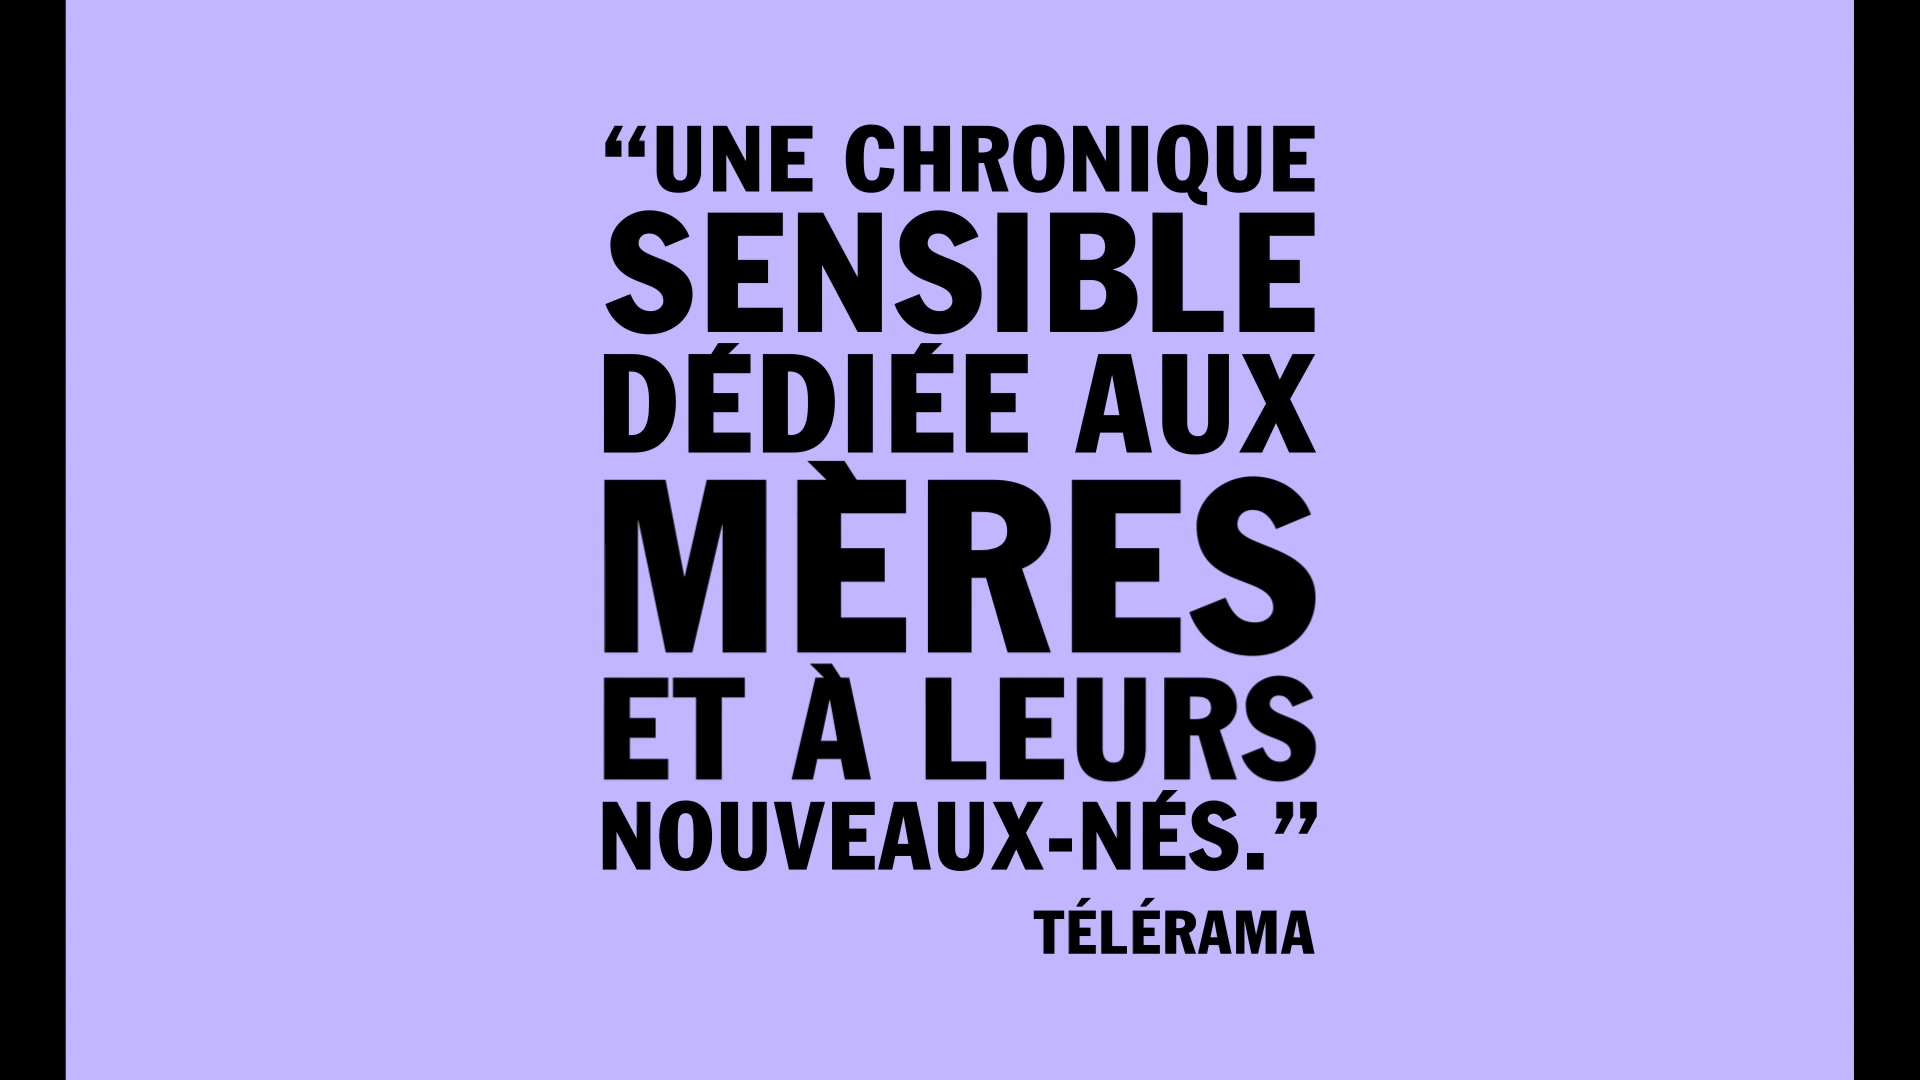 “UNE CHRONIQUE
SENSIBLE
DÉDIÉE AUX
MÈRES
ET À LEURS
NOUVEAUX-NÉS.”
TÉLÉRAMA